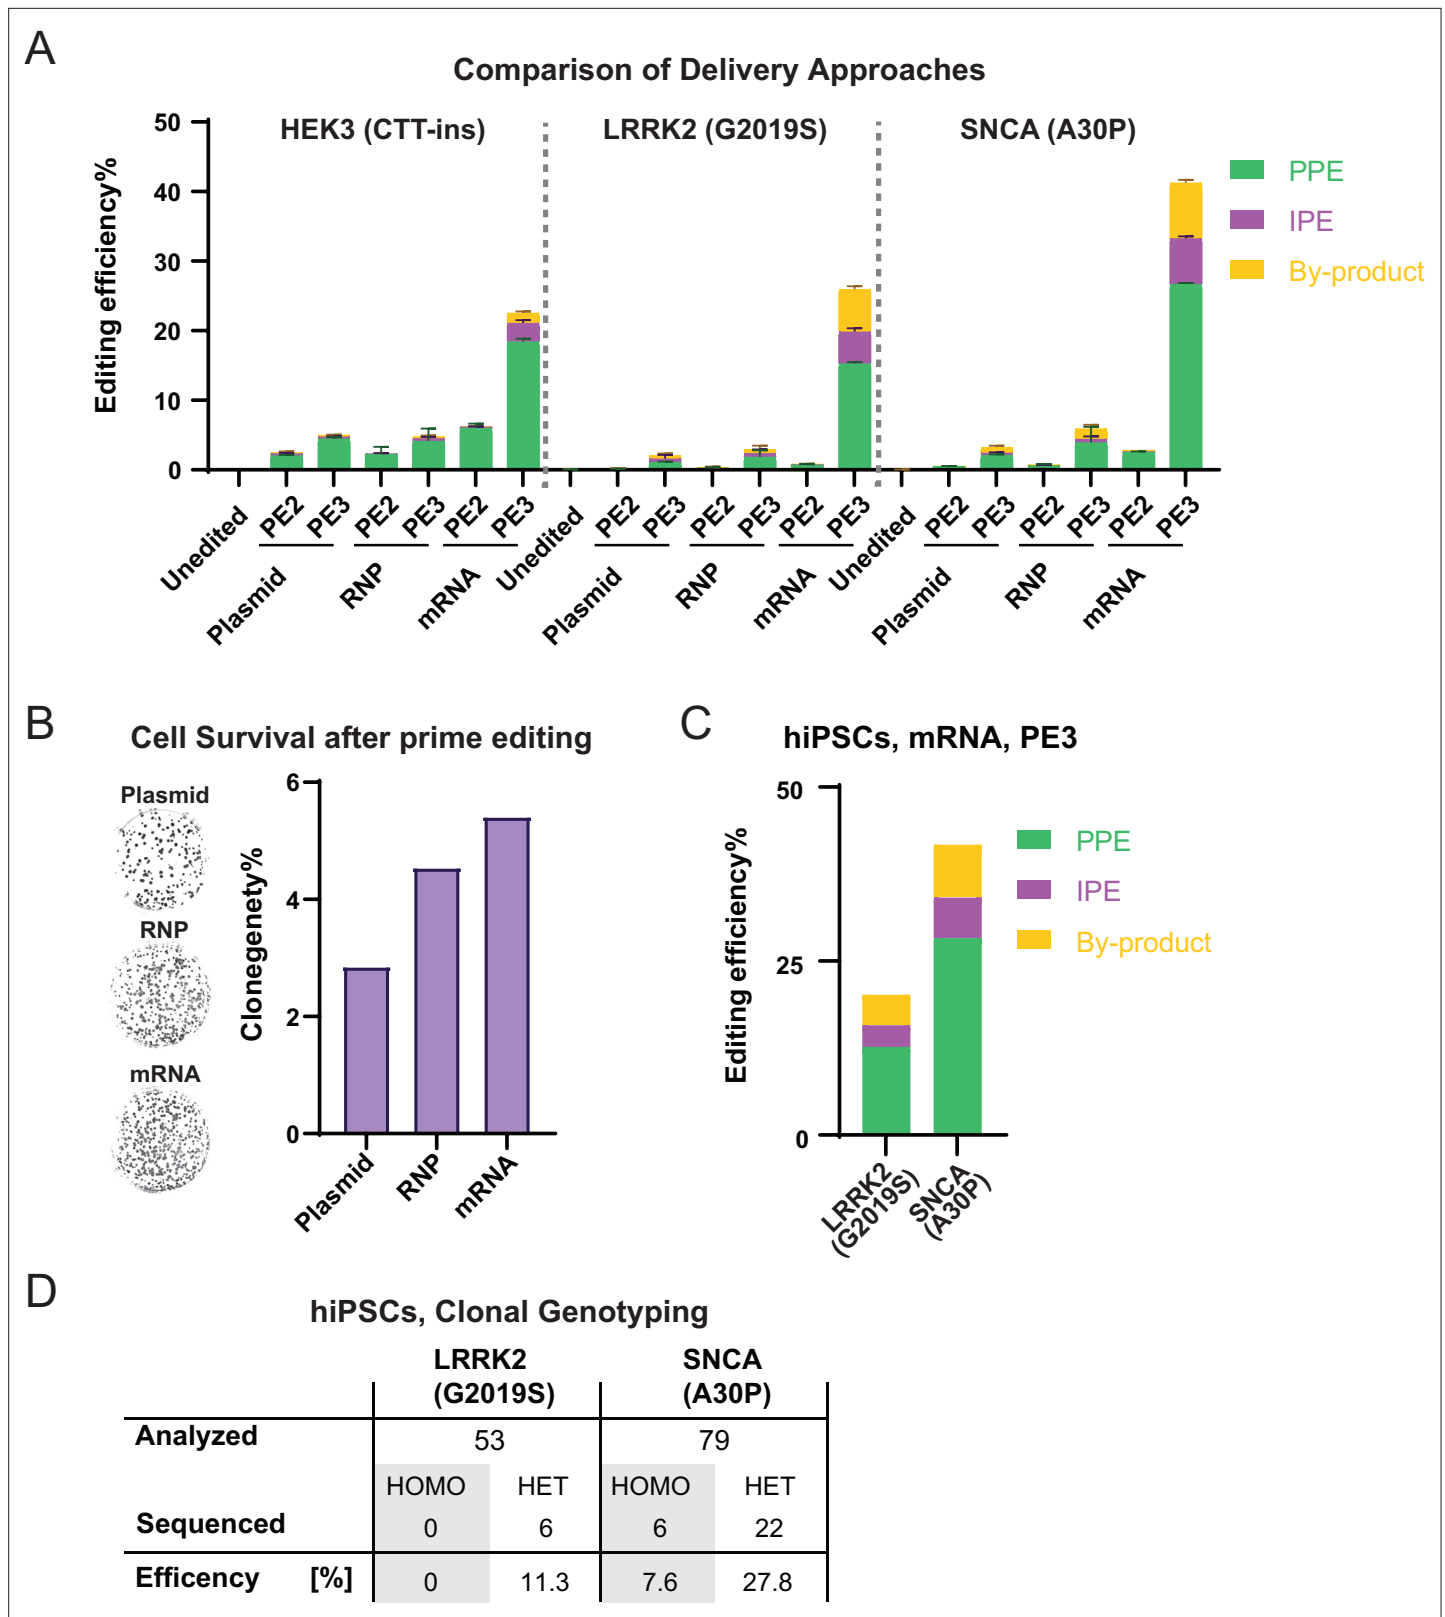 A
Comparison of Delivery Approaches
HEK3 (CTT-ins)
LRRK2 (G2019S)
SNCA (A30P)
Editing efficiency%
50
40
30
20
10
0
PPE
IPE
By-product
Unedited
PE2
PE3
PE2
PE3
PE2
PE3
Unedited
PE2
PE3
PE2
PE3
PE2
PE3
Unedited
PE2
PE3
PE2
PE3
PE2
PE3
Plasmid
RNP
mRNA
Plasmid
RNP
mRNA
Plasmid
RNP
mRNA
B
Cell Survival after prime editing
Plasmid
RNP
mRNA
Clonegenety%
6
4
2
0
Plasmid
RNP
mRNA
C
hiPSCs, mRNA, PE3
Editing efficiency%
50
25
0
PPE
IPE
By-product
LRRK2
(G2019S)
SNCA
(A30P)
D
hiPSCs, Clonal Genotyping
LRRK2
(G2019S)
SNCA
(A30P)
Analyzed 53 79
HOMO HET HOMO HET
Sequenced 0 6 6 22
Efficency [%] 0 11.3 7.6 27.8